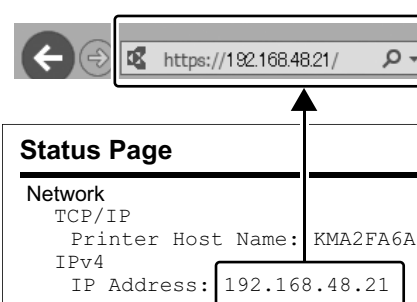 https://192.168.48.21/
Status Page
Network
TCP/IP
Printer Host Name: KMA2FA6A
IPv4
IP Address: 192.168.48.21